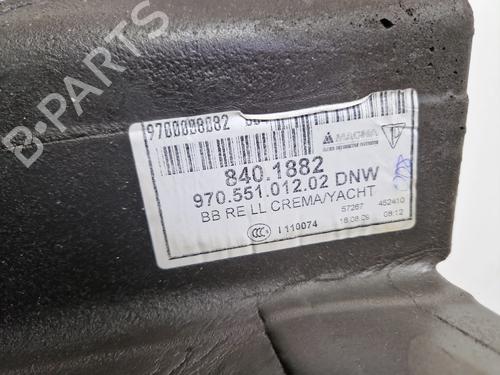 B-PARTS
9700008082
MAGNA
840.1882
970.551.012.02 DNW
BB RE LL CREMA/YACHT
57267 452410
I 110074 18.08.09 08:12